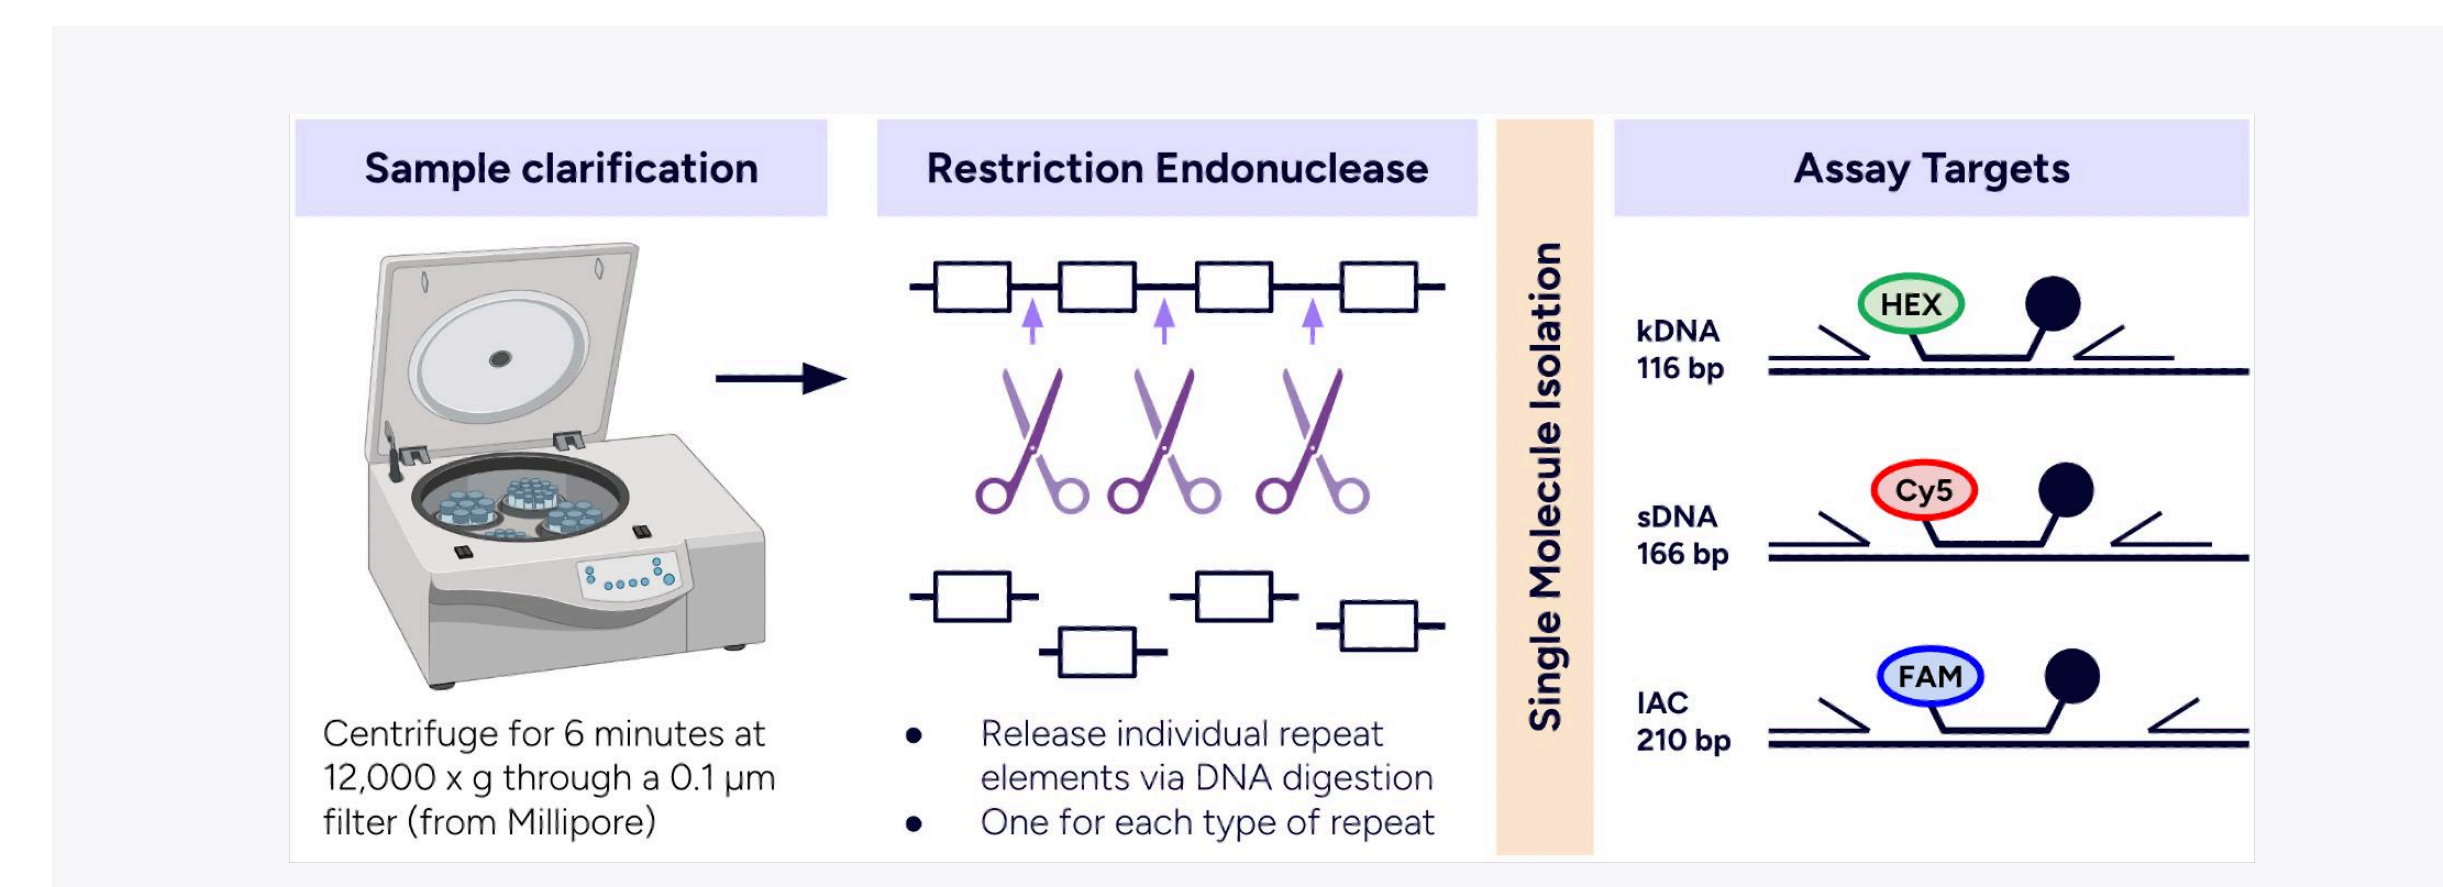 Sample clarification
Restriction Endonuclease
Single Molecule Isolation
Assay Targets
Centrifuge for 6 minutes at
12,000 x g through a 0.1 µm
filter (from Millipore)
● Release individual repeat
elements via DNA digestion
● One for each type of repeat
kDNA
116 bp
HEX
sDNA
166 bp
Cy5
IAC
210 bp
FAM